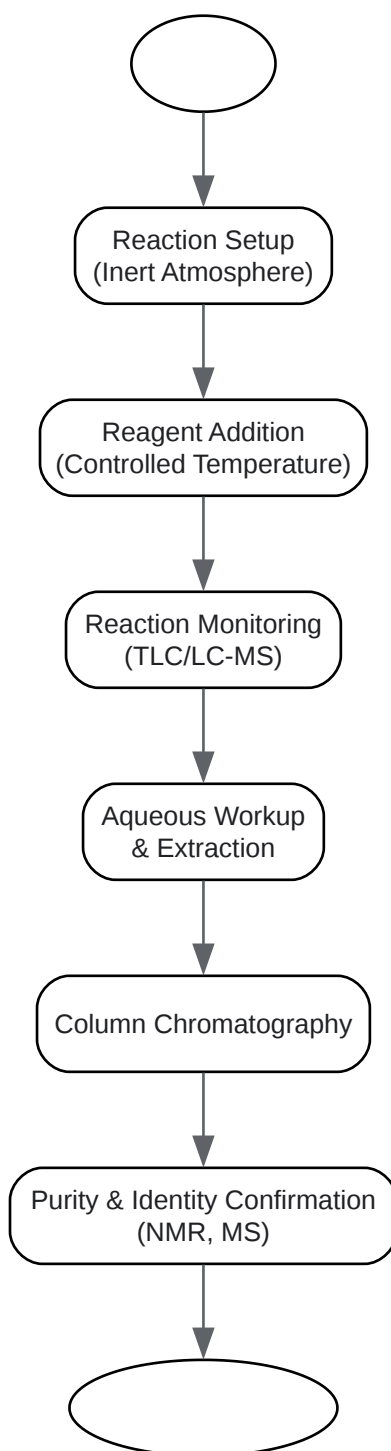 Reaction Setup
(Inert Atmosphere)
Reagent Addition
(Controlled Temperature)
Reaction Monitoring
(TLC/LC-MS)
Aqueous Workup
& Extraction
Column Chromatography
Purity & Identity Confirmation
(NMR, MS)